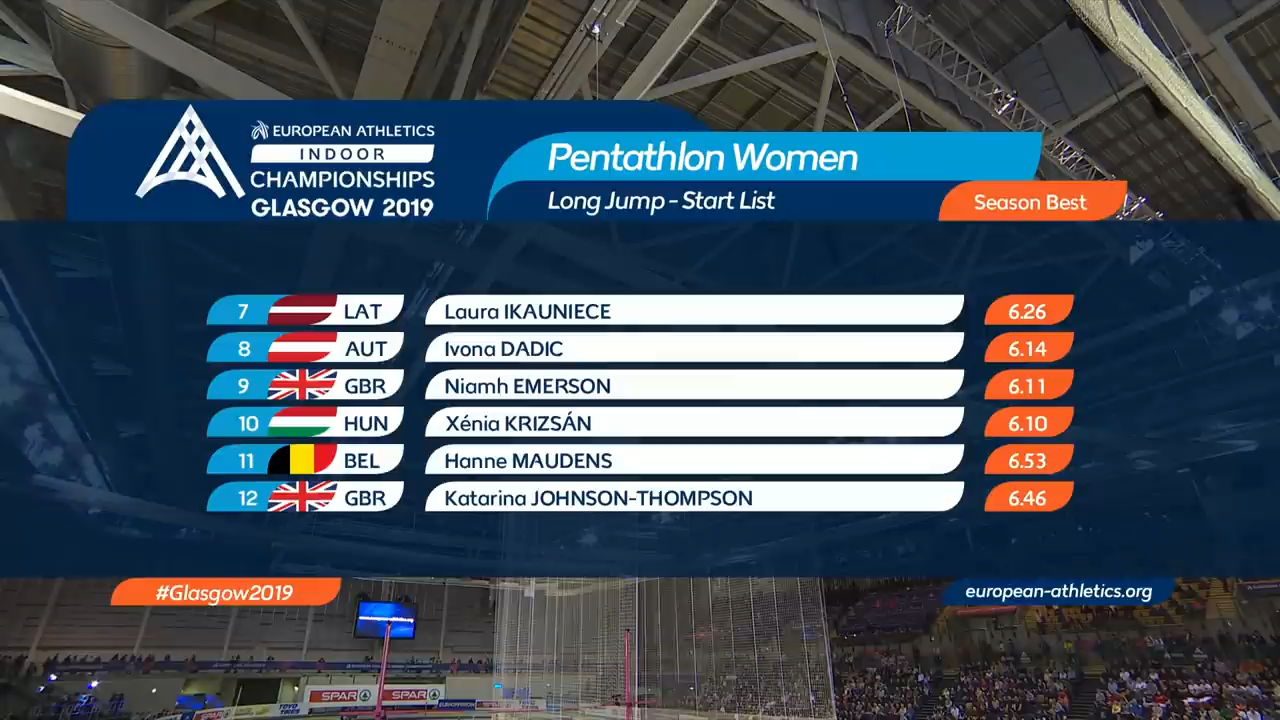 EUROPEAN ATHLETICS
INDOOR
CHAMPIONSHIPS
GLASGOW 2019
Pentathlon Women
Long Jump - Start List
Season Best
7 LAT Laura IKAUNIECE 6.26
8 AUT Ivona DADIC 6.14
9 GBR Niamh EMERSON 6.11
10 HUN Xénia KRIZSÁN 6.10
11 BEL Hanne MAUDENS 6.53
12 GBR Katarina JOHNSON-THOMPSON 6.46
#Glasgow2019
european-athletics.org
SPAR SPAR
TOYO TIRES